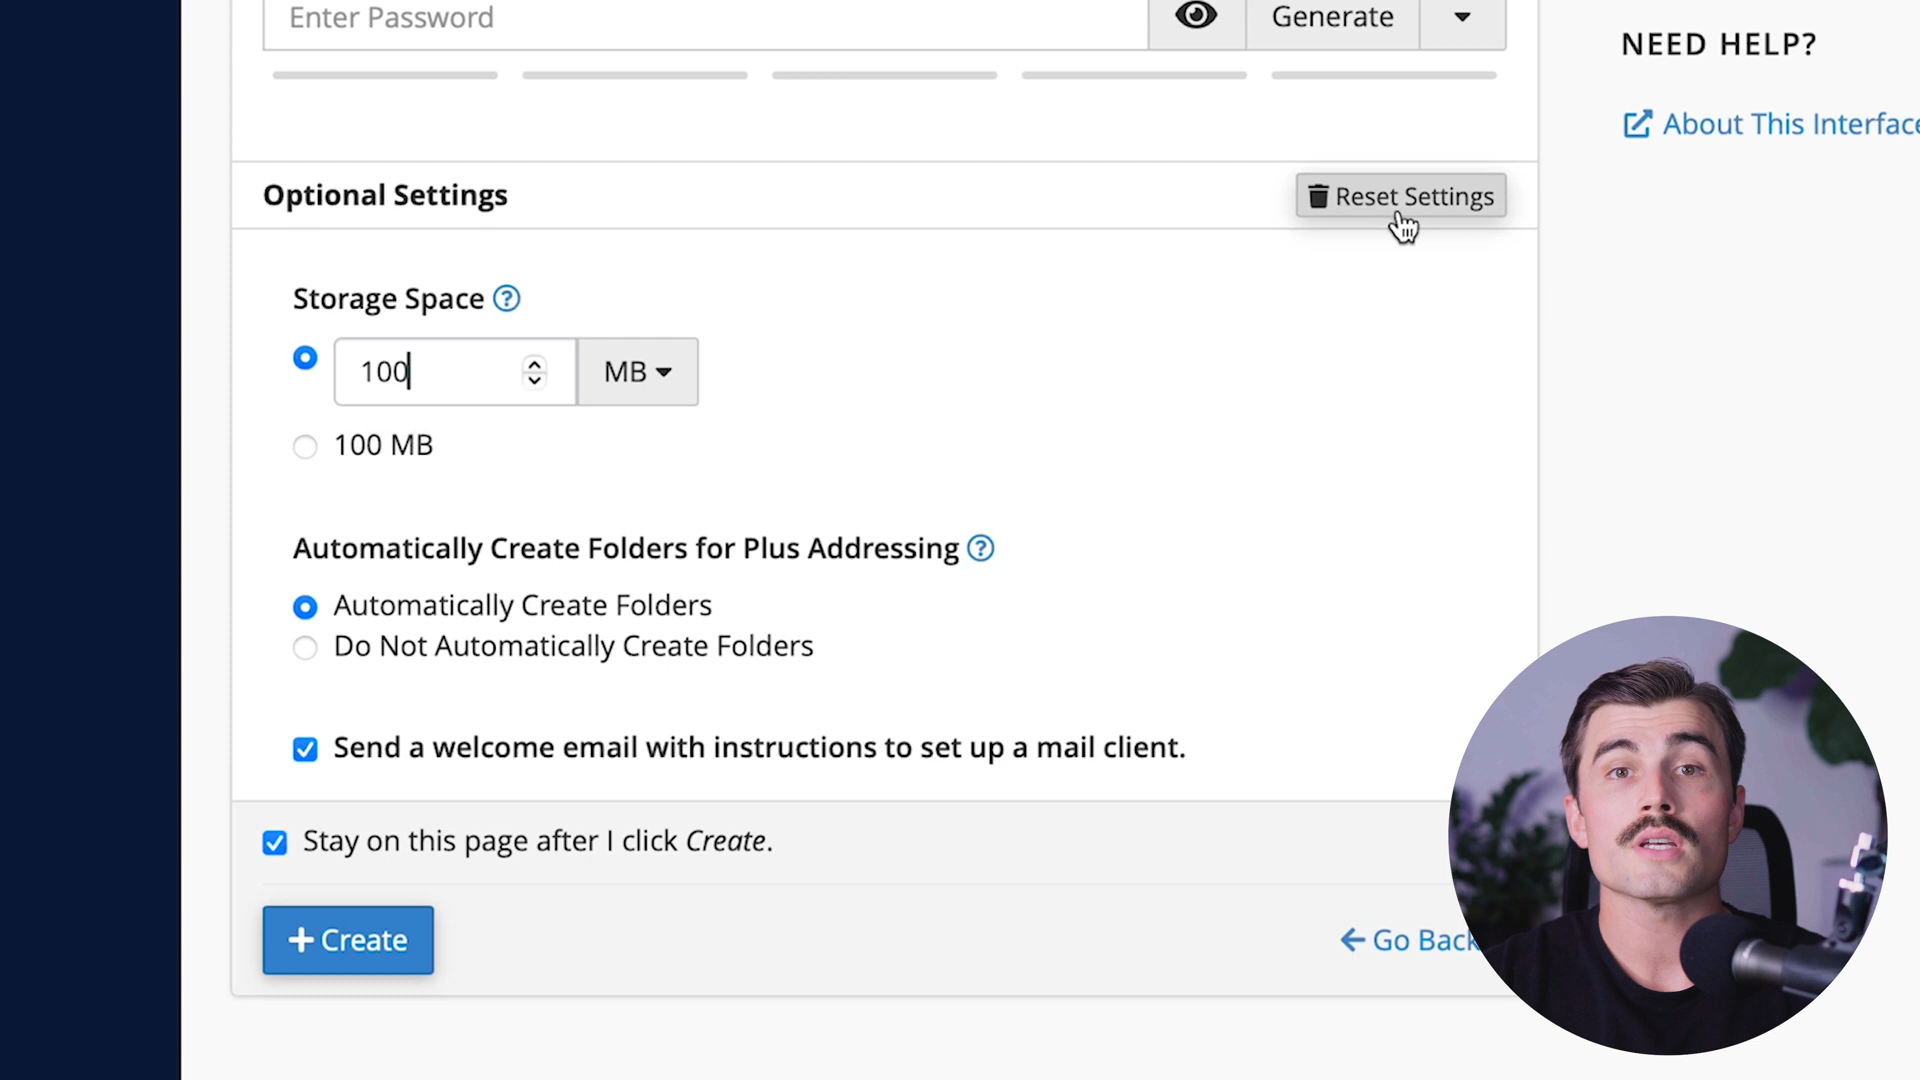 Enter Password
Generate
NEED HELP?
About This Interface
Optional Settings
Reset Settings
Storage Space
100
MB
100 MB
Automatically Create Folders for Plus Addressing
Automatically Create Folders
Do Not Automatically Create Folders
Send a welcome email with instructions to set up a mail client.
Stay on this page after I click Create.
Create
Go Back